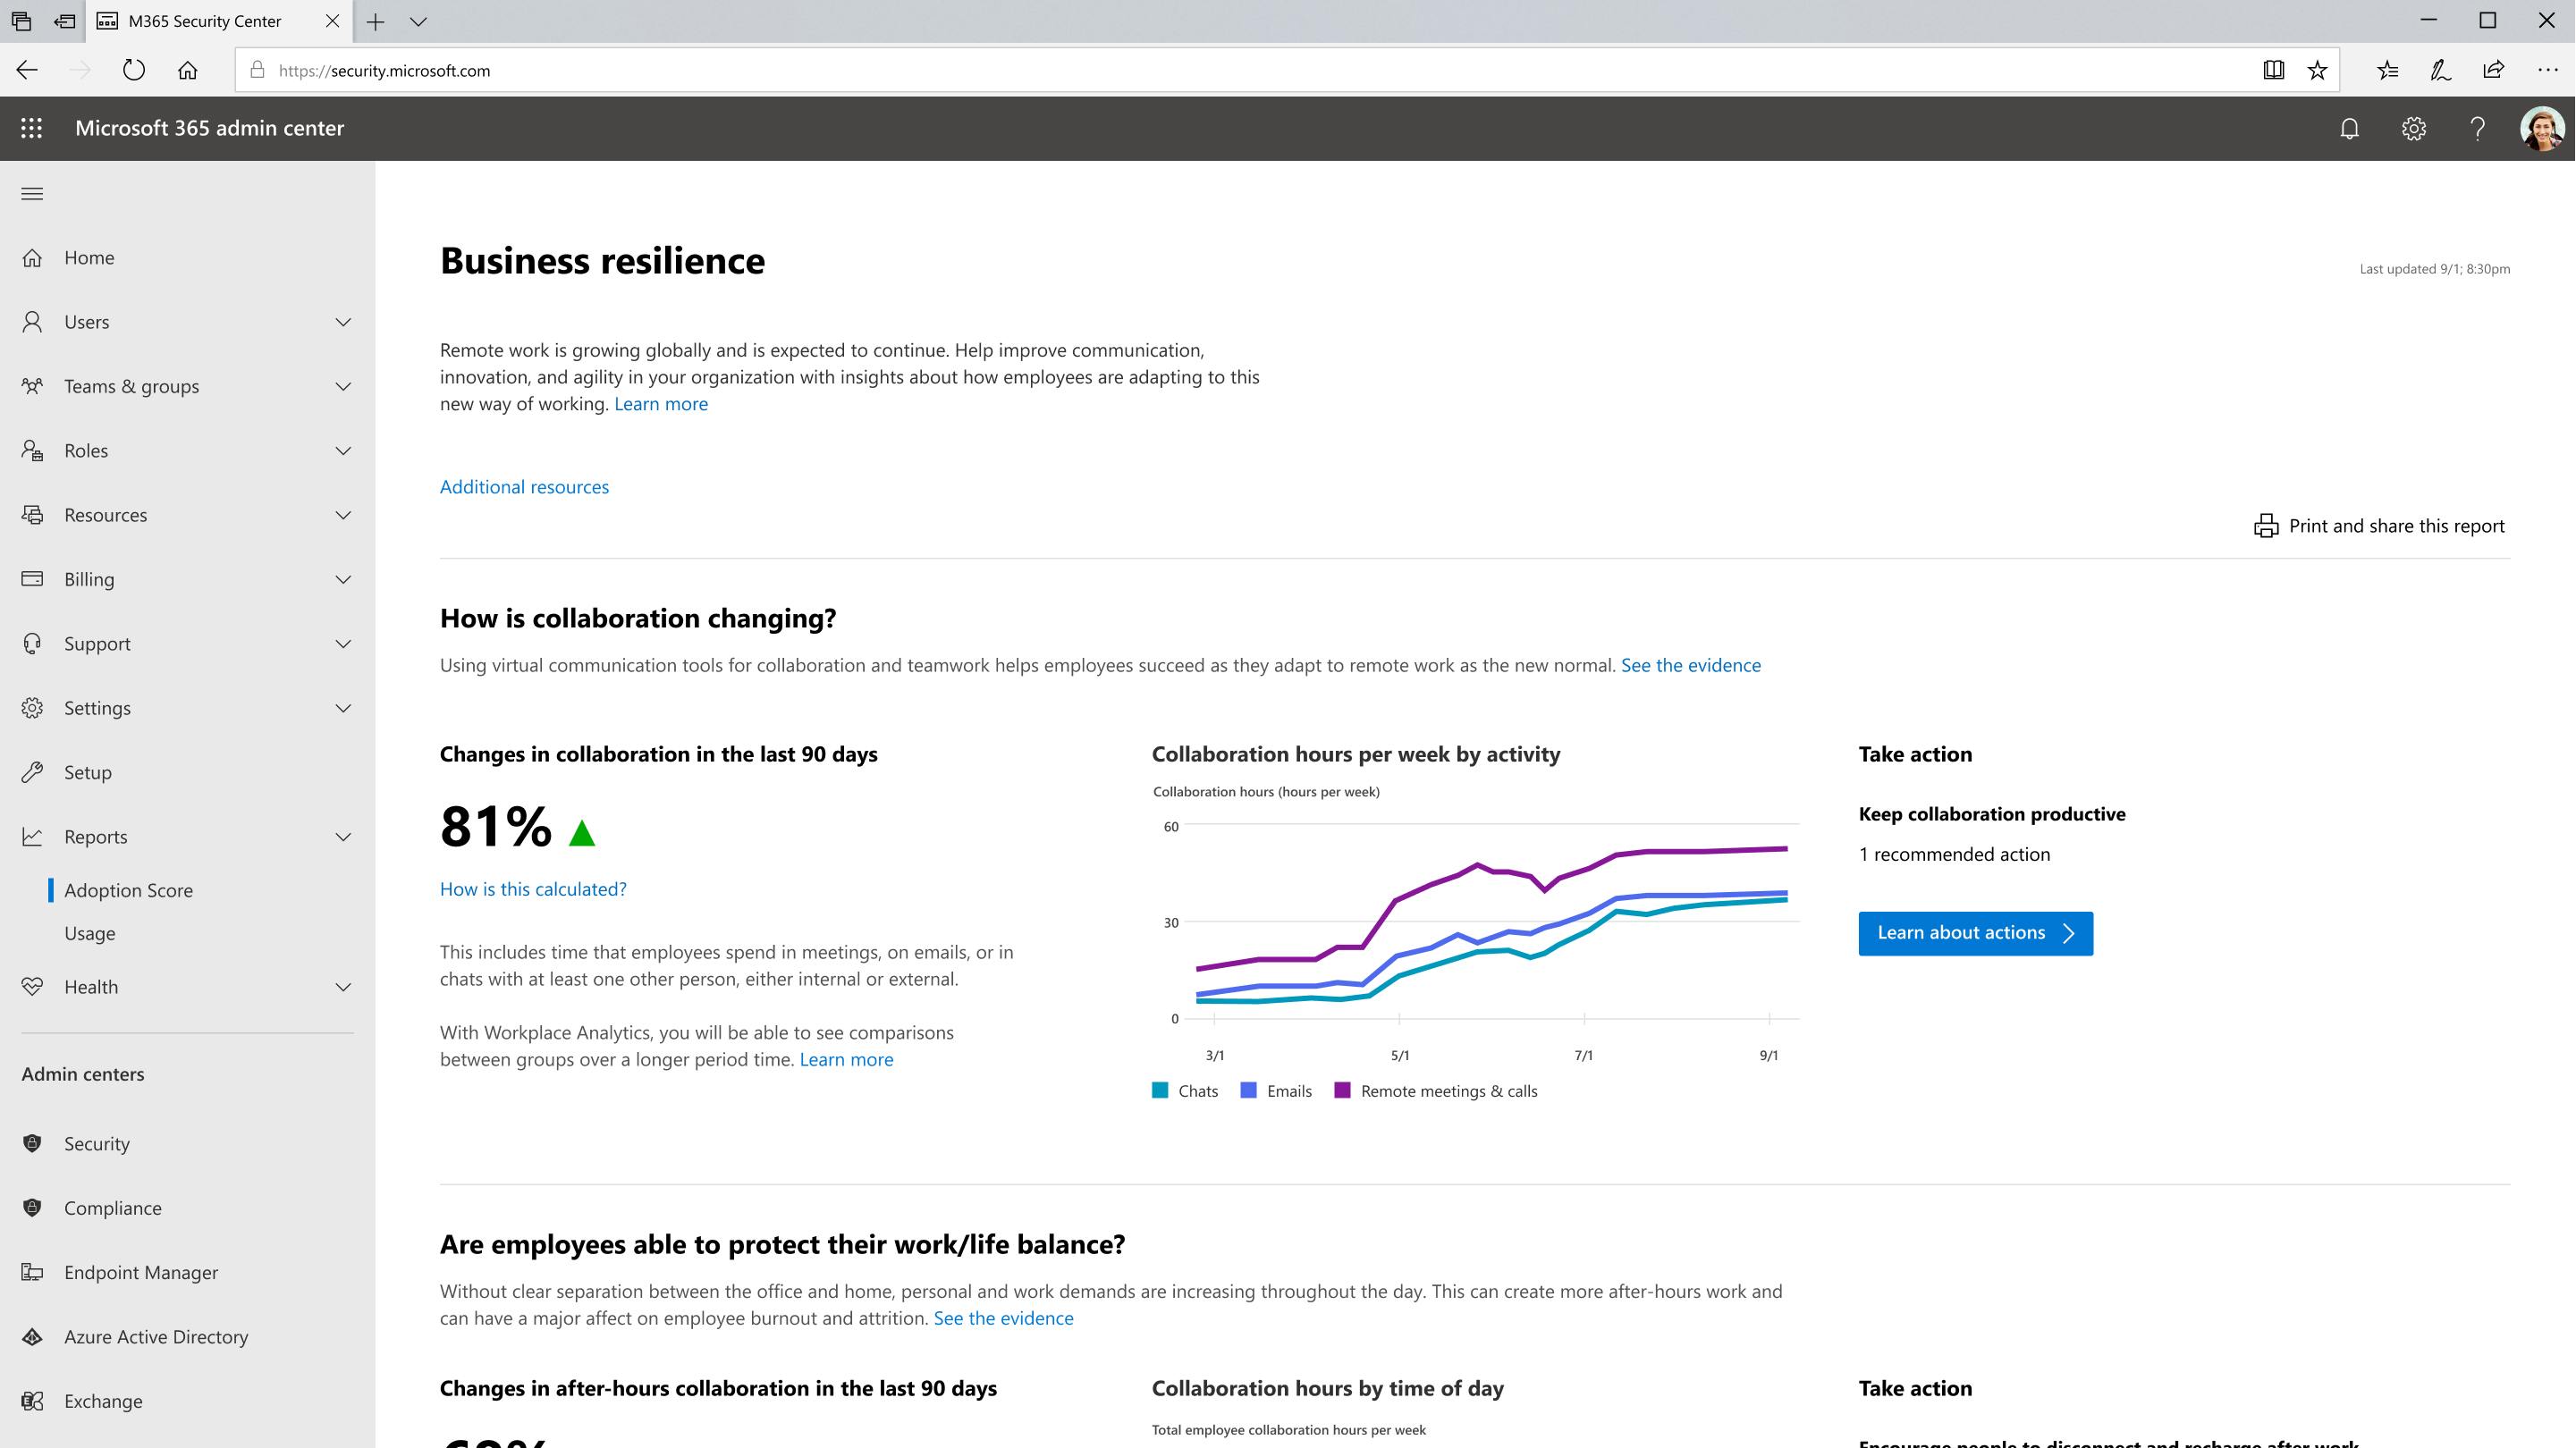 M365 Security Center
https://security.microsoft.com
Microsoft 365 admin center
Home
Users
Teams & groups
Roles
Resources
Billing
Support
Settings
Setup
Reports
Adoption Score
Usage
Health
Admin centers
Security
Compliance
Endpoint Manager
Azure Active Directory
Exchange
Business resilience
Last updated 9/1; 8:30pm
Remote work is growing globally and is expected to continue. Help improve communication,
innovation, and agility in your organization with insights about how employees are adapting to this
new way of working. Learn more
Additional resources
Print and share this report
How is collaboration changing?
Using virtual communication tools for collaboration and teamwork helps employees succeed as they adapt to remote work as the new normal. See the evidence
Changes in collaboration in the last 90 days
81%
How is this calculated?
This includes time that employees spend in meetings, on emails, or in
chats with at least one other person, either internal or external.
With Workplace Analytics, you will be able to see comparisons
between groups over a longer period time. Learn more
Collaboration hours per week by activity
Collaboration hours (hours per week)
60
30
0
3/1 5/1 7/1 9/1
Chats Emails Remote meetings & calls
Take action
Keep collaboration productive
1 recommended action
Learn about actions
Are employees able to protect their work/life balance?
Without clear separation between the office and home, personal and work demands are increasing throughout the day. This can create more after-hours work and
can have a major affect on employee burnout and attrition. See the evidence
Changes in after-hours collaboration in the last 90 days
Collaboration hours by time of day
Total employee collaboration hours per week
Take action
Encourage people to disconnect and recharge after work